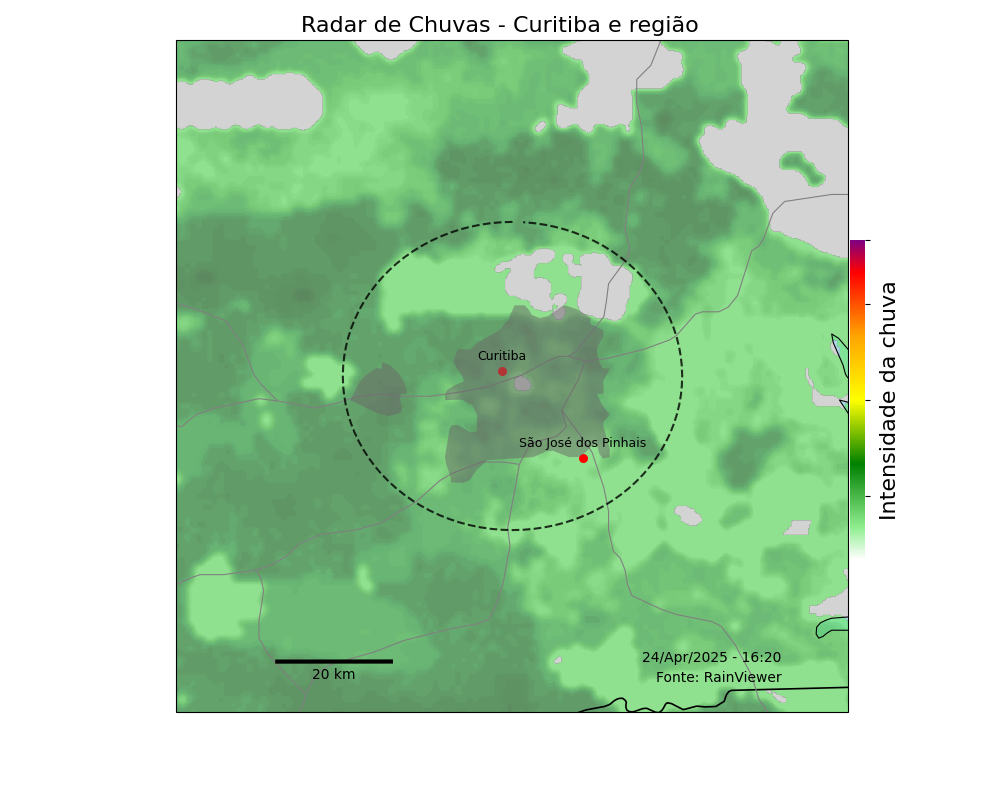 Radar de Chuvas - Curitiba e região
Curitiba
São José dos Pinhais
Intensidade da chuva
24/Apr/2025 - 16:20
Fonte: RainViewer
20 km